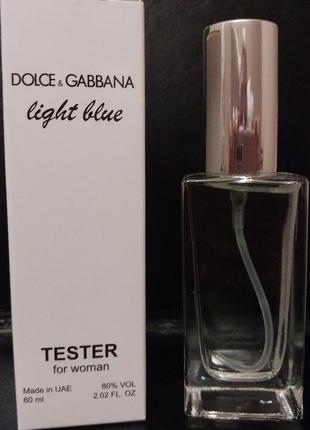 DOLCE & GABBANA
light blue
TESTER
for woman
Made in UAE 80% VOL
60 ml 2.02 FL. OZ